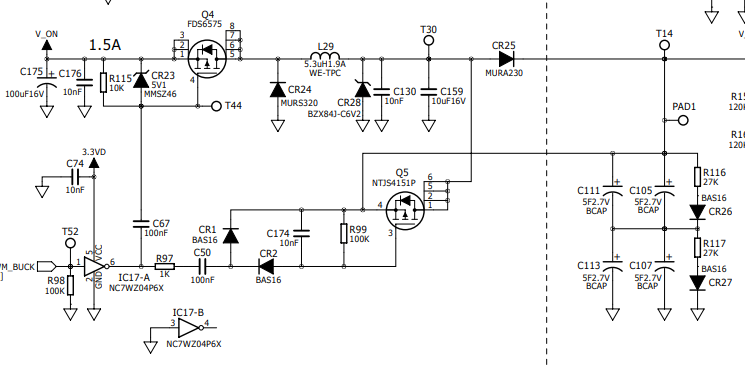 V_ON
1.5A
Q4
FDS6575
3
2
1
8
7
6
5
4
C175
+
100uF16V
C176
10nF
R115
10K
CR23
5V1
MMSZ46
T44
CR24
MURS320
L29
5.3uH1.9A
WE-TPC
CR28
BZX84J-C6V2
C130
10nF
T30
C159
10uF16V
CR25
MURA230
T14
PAD1
R15
120
R16
120
3.3VD
C74
10nF
T52
M_BUCK
R98
100K
1
5
VCC
GND
2
6
IC17-A
NC7WZ04P6X
C67
100nF
R97
1K
C50
100nF
CR1
BAS16
CR2
BAS16
C174
10nF
R99
100K
Q5
NTJS4151P
4
3
6
5
2
1
C111
+
5F2.7V
BCAP
C105
+
5F2.7V
BCAP
R116
27K
BAS16
CR26
C113
+
5F2.7V
BCAP
C107
+
5F2.7V
BCAP
R117
27K
BAS16
CR27
IC17-B
3
4
NC7WZ04P6X